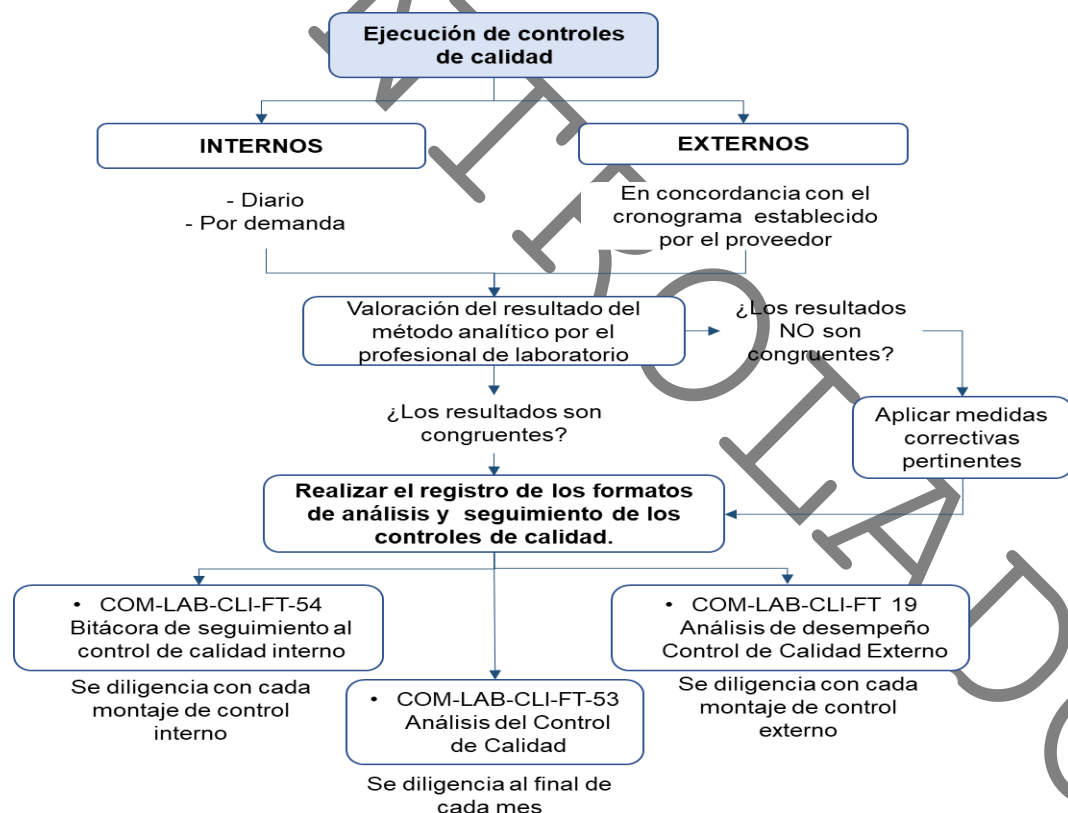 Ejecución de controles
de calidad
INTERNOS
EXTERNOS
- Diario
- Por demanda
En concordancia con el
cronograma establecido
por el proveedor
Valoración del resultado del
método analítico por el
profesional de laboratorio
¿Los resultados
NO son
congruentes?
¿Los resultados son
congruentes?
Aplicar medidas
correctivas
pertinentes
Realizar el registro de los formatos
de análisis y seguimiento de los
controles de calidad.
• COM-LAB-CLI-FT-54
Bitácora de seguimiento al
control de calidad interno
Se diligencia con cada
montaje de control
interno
• COM-LAB-CLI-FT-53
Análisis del Control
de Calidad
Se diligencia al final de
cada mes
• COM-LAB-CLI-FT 19
Análisis de desempeño
Control de Calidad Externo
Se diligencia con cada
montaje de control
externo